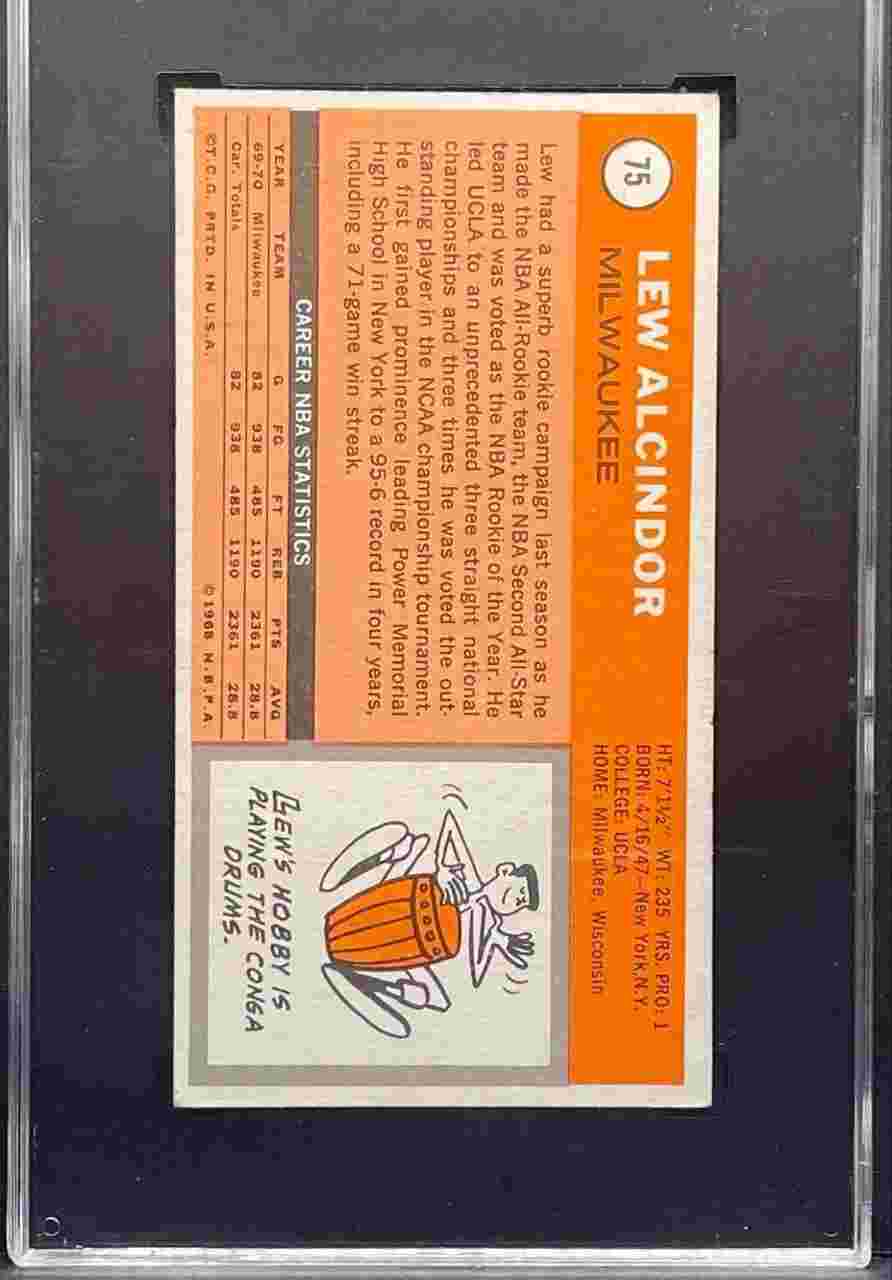 75
LEW ALCINDOR
MILWAUKEE
HT: 7'1½" WT: 235 YRS. PRO: 1
BORN: 4/16/47—New York, N.Y.
COLLEGE: UCLA
HOME: Milwaukee, Wisconsin
Lew had a superb rookie campaign last season as he
made the NBA All-Rookie team, the NBA Second All-Star
team and was voted as the NBA Rookie of the Year. He
led UCLA to an unprecedented three straight national
championships and three times he was voted the out-
standing player in the NCAA championship tournament.
He first gained prominence leading Power Memorial
High School in New York to a 95-6 record in four years,
including a 71-game win streak.
CAREER NBA STATISTICS
YEAR TEAM G FG FT REB PTS AVG
69-70 Milwaukee 82 938 485 1190 2361 28.8
Car. Totals 82 938 485 1190 2361 28.8
©T.C.G. PRTD. IN U.S.A. ©1968 N.B.P.A.
LEW'S HOBBY IS
PLAYING THE CONGA
DRUMS.